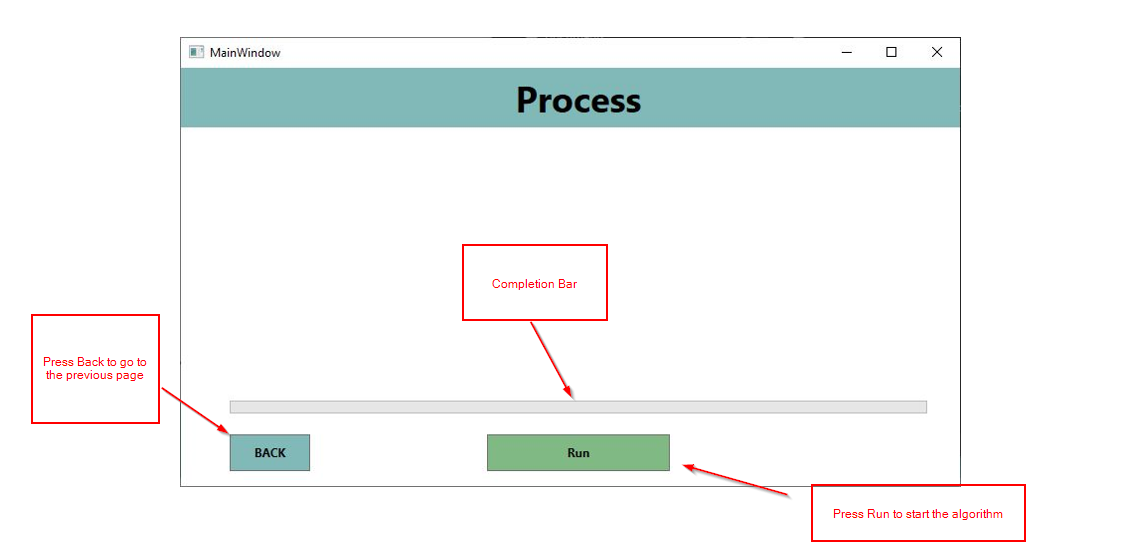 MainWindow
Process
Completion Bar
Press Back to go to
the previous page
BACK
Run
Press Run to start the algorithm